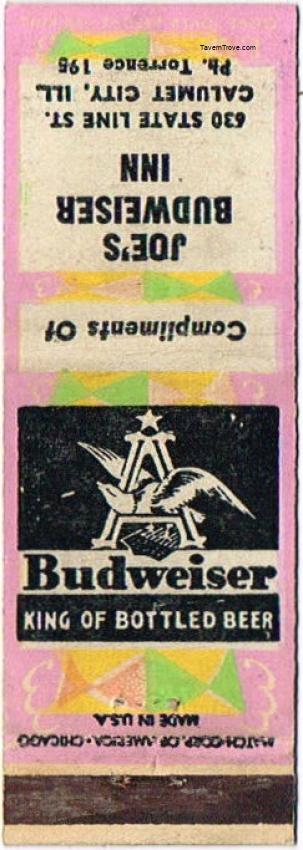 TavernTrove.com
Compliments Of
JOE'S
BUDWEISER
INN
630 STATE LINE ST.
CALUMET CITY, ILL.
Ph. Torrence 195
Budweiser
KING OF BOTTLED BEER
MADE IN U.S.A.
MATCH CORP. OF AMERICA • CHICAGO